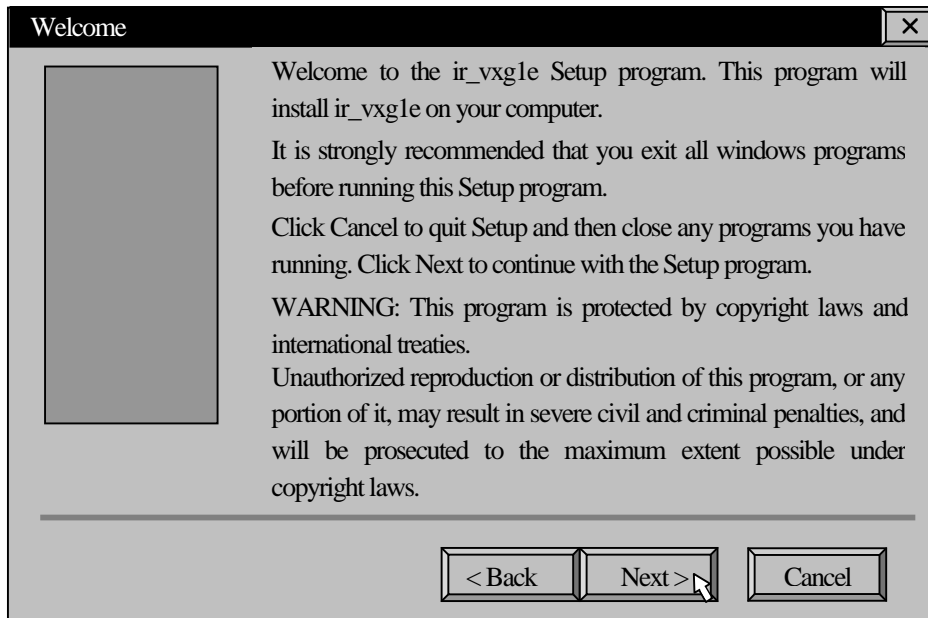 Welcome
Welcome to the ir_vxg1e Setup program. This program will
install ir_vxg1e on your computer.
It is strongly recommended that you exit all windows programs
before running this Setup program.
Click Cancel to quit Setup and then close any programs you have
running. Click Next to continue with the Setup program.
WARNING: This program is protected by copyright laws and
international treaties.
Unauthorized reproduction or distribution of this program, or any
portion of it, may result in severe civil and criminal penalties, and
will be prosecuted to the maximum extent possible under
copyright laws.
< Back Next > Cancel